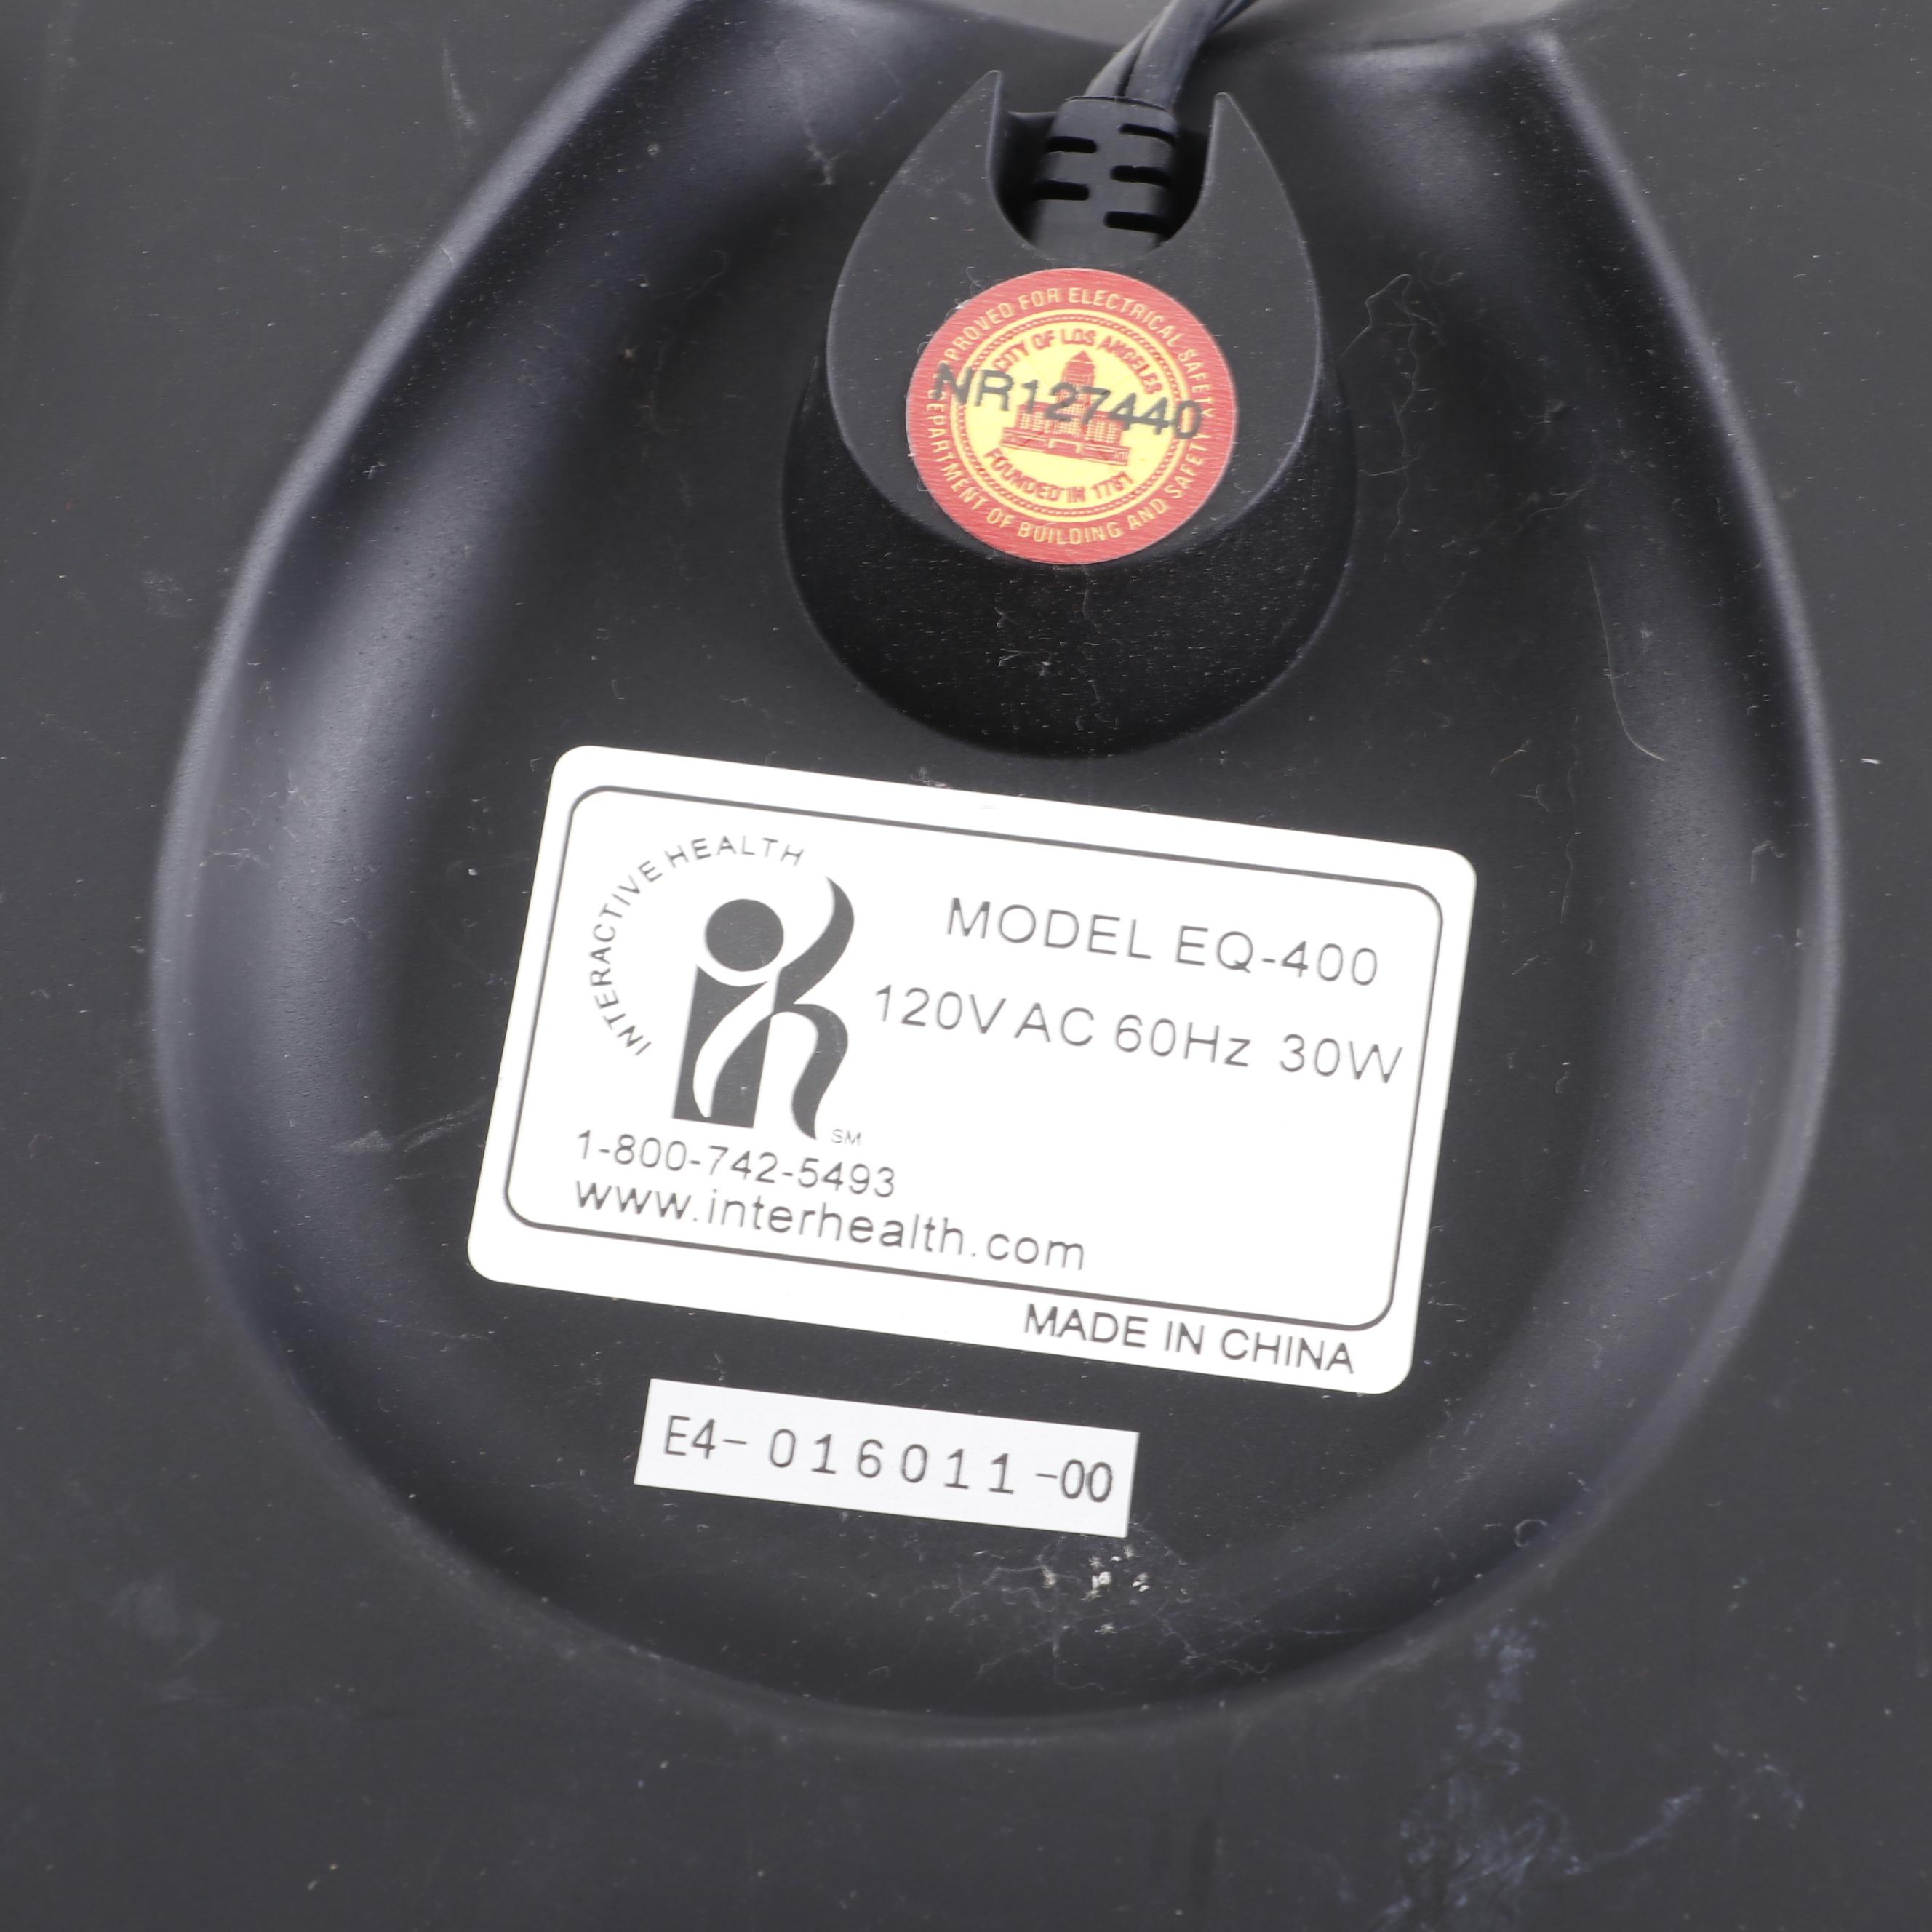 APPROVED FOR ELECTRICAL SAFETY
CITY OF LOS ANGELES
NR127440
FOUNDED IN 1781
DEPARTMENT OF BUILDING AND SAFETY
INTERACTIVE HEALTH
MODEL EQ-400
120V AC 60Hz 30W
SM
1-800-742-5493
www.interhealth.com
MADE IN CHINA
E4-016011-00